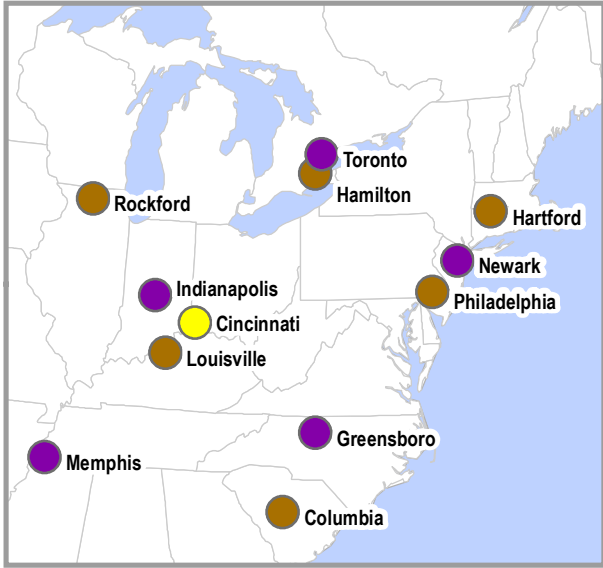 Toronto
Hamilton
Rockford
Hartford
Newark
Indianapolis
Philadelphia
Cincinnati
Louisville
Greensboro
Memphis
Columbia